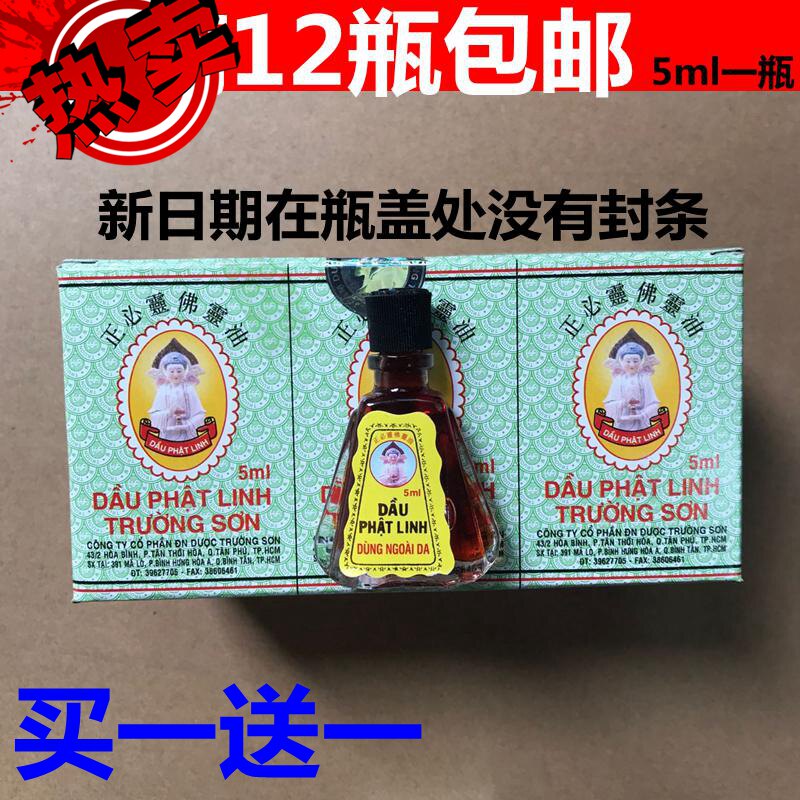 热卖
12瓶包邮 5ml一瓶
新日期在瓶盖处没有封条
正必靈佛靈油
DẦU PHẬT LINH
5ml
DẦU PHẬT LINH
TRƯỜNG SƠN
CÔNG TY CỔ PHẦN ĐN DƯỢC TRƯỜNG SƠN
43/2 HÒA BÌNH, P.TÂN THỚI HÒA, Q.TÂN PHÚ, TP.HCM
SX TẠI: 391 MÃ LÒ, P.BÌNH HƯNG HÒA A, Q.BÌNH TÂN, TP.HCM
ĐT: 39627705 - FAX: 38606461
正必靈佛靈油
5ml
DẦU
PHẬT LINH
DÙNG NGOÀI DA
正必靈佛靈油
DẦU PHẬT LINH
5ml
DẦU PHẬT LINH
TRƯỜNG SƠN
CÔNG TY CỔ PHẦN ĐN DƯỢC TRƯỜNG SƠN
43/2 HÒA BÌNH, P.TÂN THỚI HÒA, Q.TÂN PHÚ, TP.HCM
SX TẠI: 391 MÃ LÒ, P.BÌNH HƯNG HÒA A, Q.BÌNH TÂN, TP.HCM
ĐT: 39627705 - FAX: 38606461
买一送一